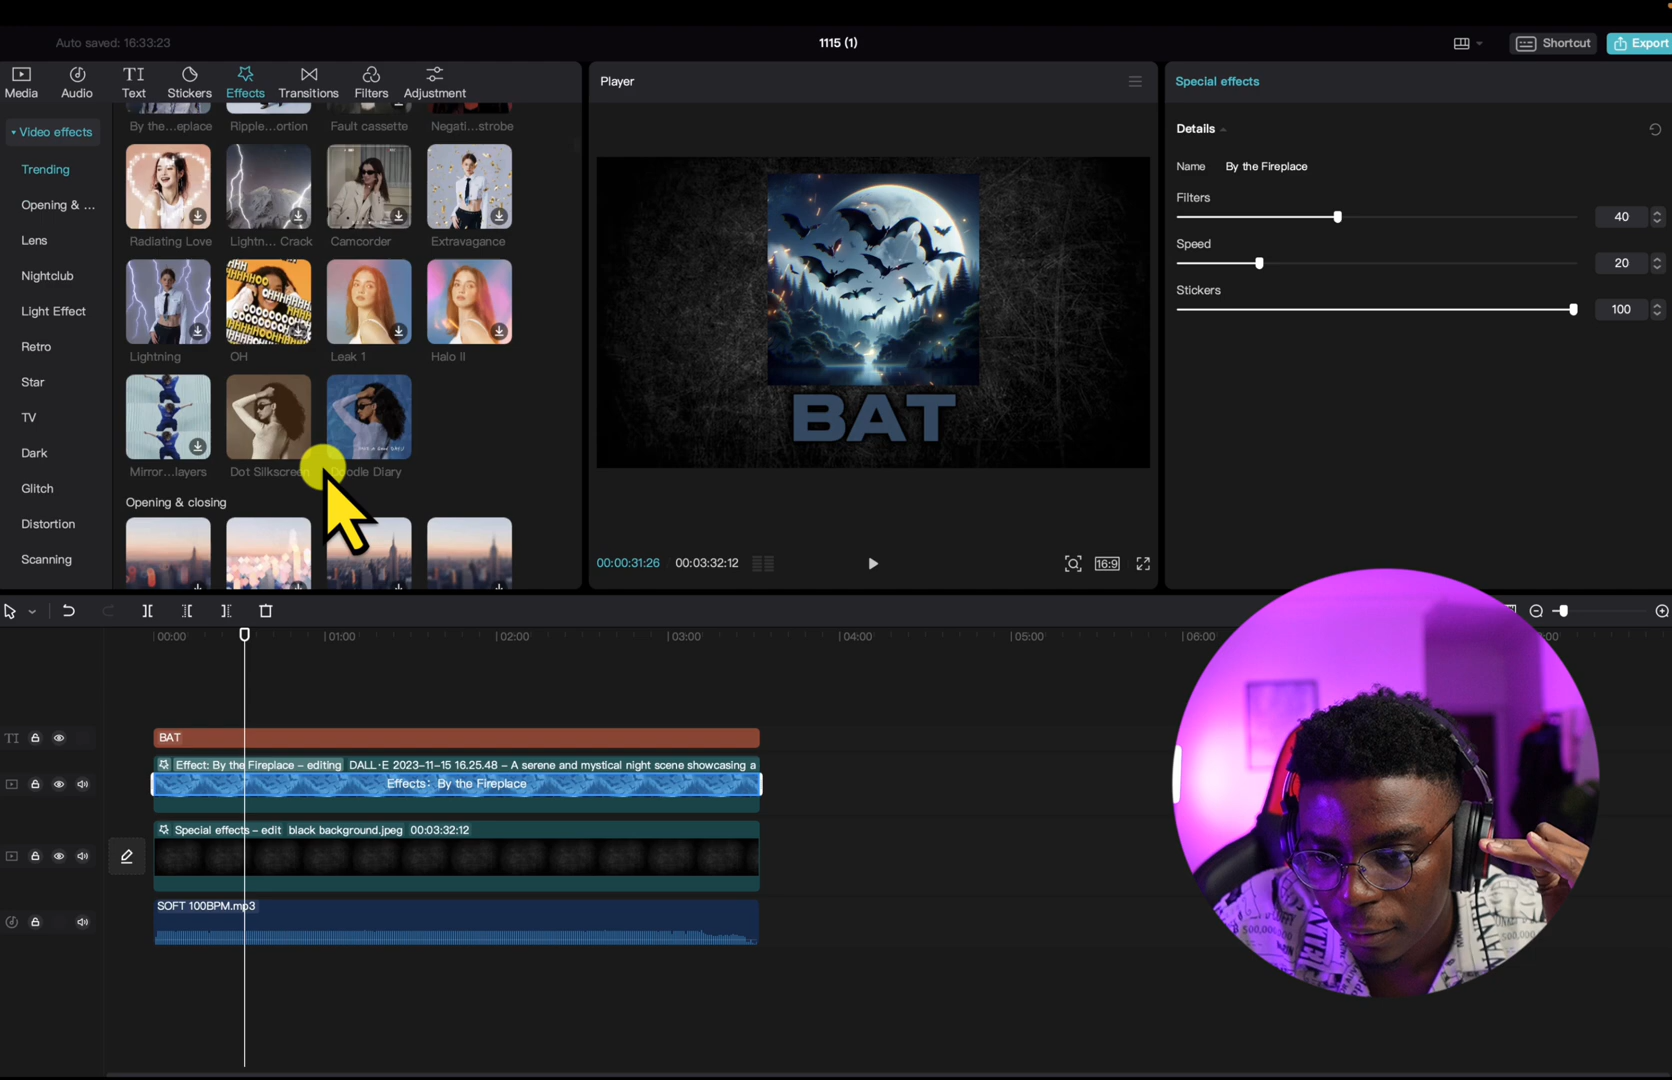 Auto saved: 16:33:23
1115 (1)
Shortcut
Export
Media
Audio
TI
Text
Stickers
Effects
Transitions
Filters
Adjustment
Player
Special effects
Video effects
Trending
Opening & ...
Lens
Nightclub
Light Effect
Retro
Star
TV
Dark
Glitch
Distortion
Scanning
By the...eplace
Ripple...ortion
Fault cassette
Negati...strobe
Radiating Love
Lightn... Crack
Camcorder
Extravagance
Lightning
OH
Leak 1
Halo II
Mirror...layers
Dot Silkscreen
Doodle Diary
Opening & closing
BAT
00:00:31:26 / 00:03:32:12
16:9
Details
Name By the Fireplace
Filters
40
Speed
20
Stickers
100
00:00
01:00
02:00
03:00
04:00
05:00
06:00
TI
BAT
Effect: By the Fireplace – editing DALL·E 2023-11-15 16.25.48 – A serene and mystical night scene showcasing a
Effects: By the Fireplace
Special effects – edit black background.jpeg 00:03:32:12
SOFT 100BPM.mp3